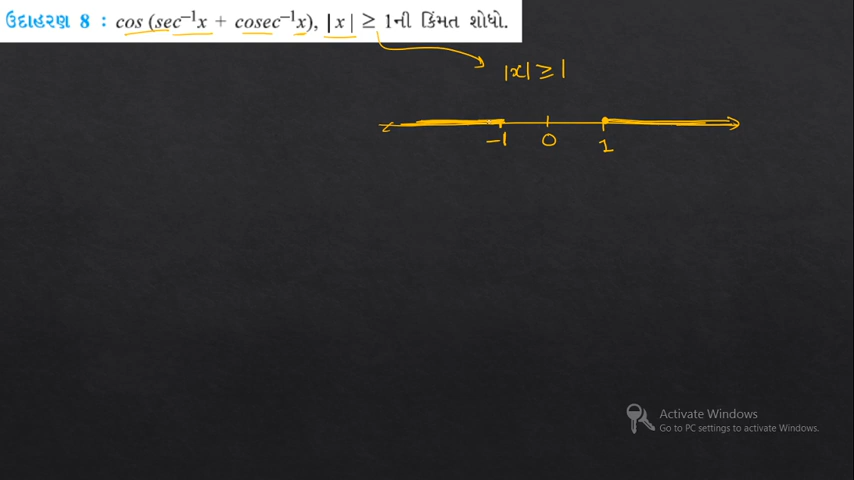 ઉદાહરણ 8 : cos (sec⁻¹x + cosec⁻¹x), |x| ≥ 1ની કિંમત શોધો.
|x| ≥ 1
-1 0 1
Activate Windows
Go to PC settings to activate Windows.